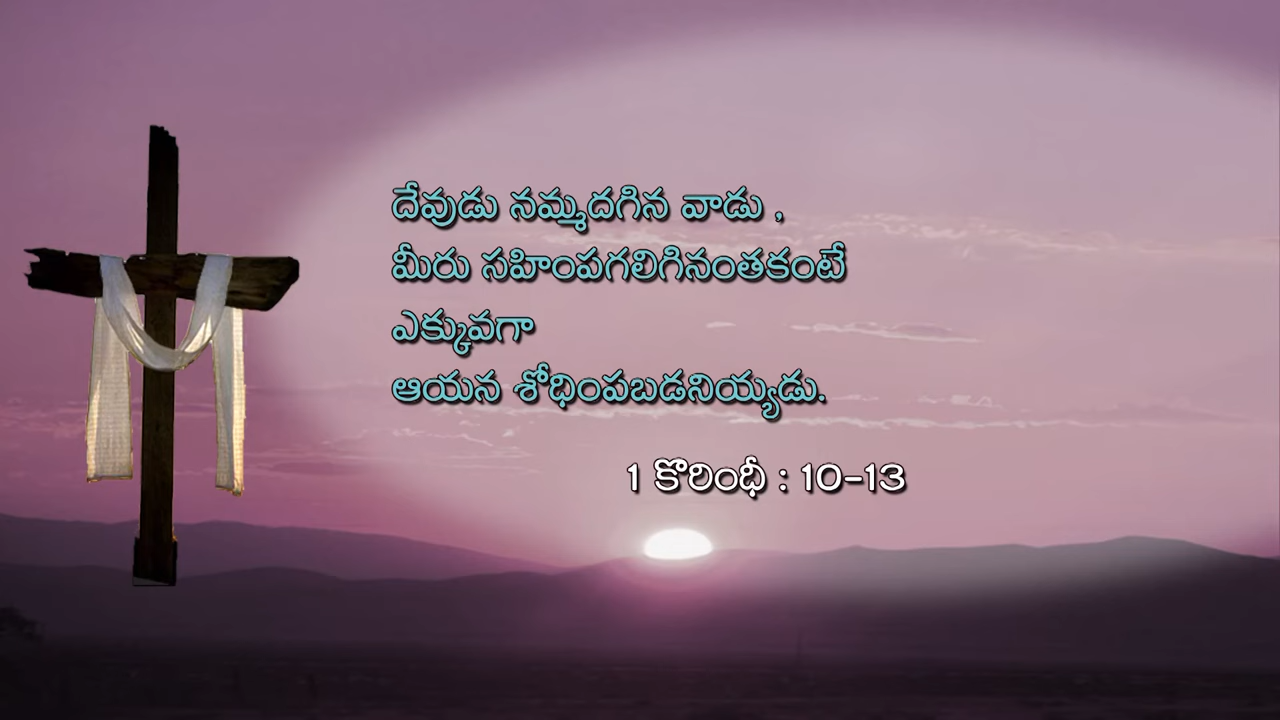 దేవుడు నమ్మదగిన వాడు ,
మీరు సహింపగలిగినంతకంటే
ఎక్కువగా
ఆయన శోధింపబడనియ్యడు.
1 కొరింథీ : 10-13